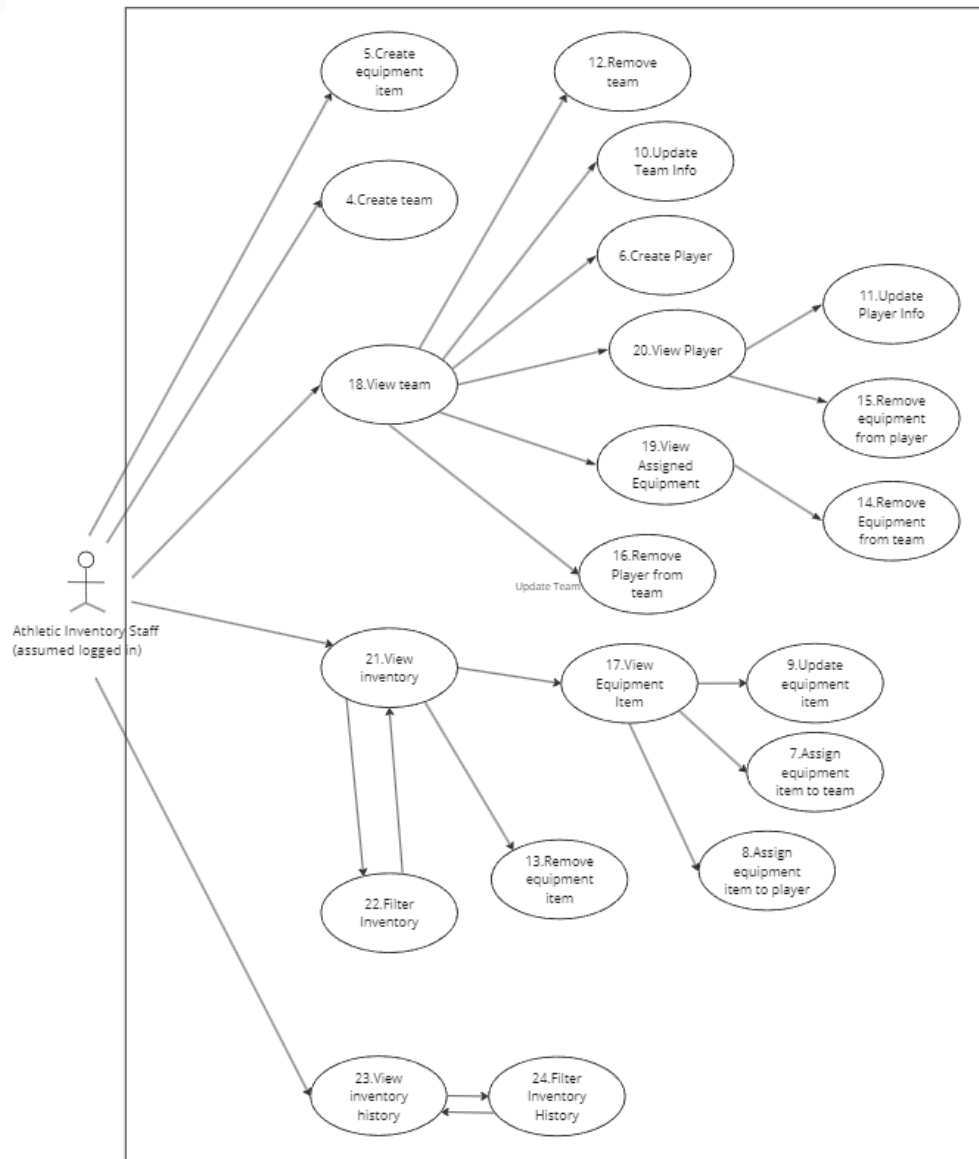 5.Create
equipment
item
12.Remove
team
10.Update
Team Info
4.Create team
6.Create Player
11.Update
Player Info
18.View team
20.View Player
15.Remove
equipment
from player
19.View
Assigned
Equipment
14.Remove
Equipment
from team
16.Remove
Player from
team
Update Team
Athletic Inventory Staff
(assumed logged in)
21.View
inventory
17.View
Equipment
Item
9.Update
equipment
item
7.Assign
equipment
item to team
8.Assign
equipment
item to player
13.Remove
equipment
item
22.Filter
Inventory
23.View
inventory
history
24.Filter
Inventory
History